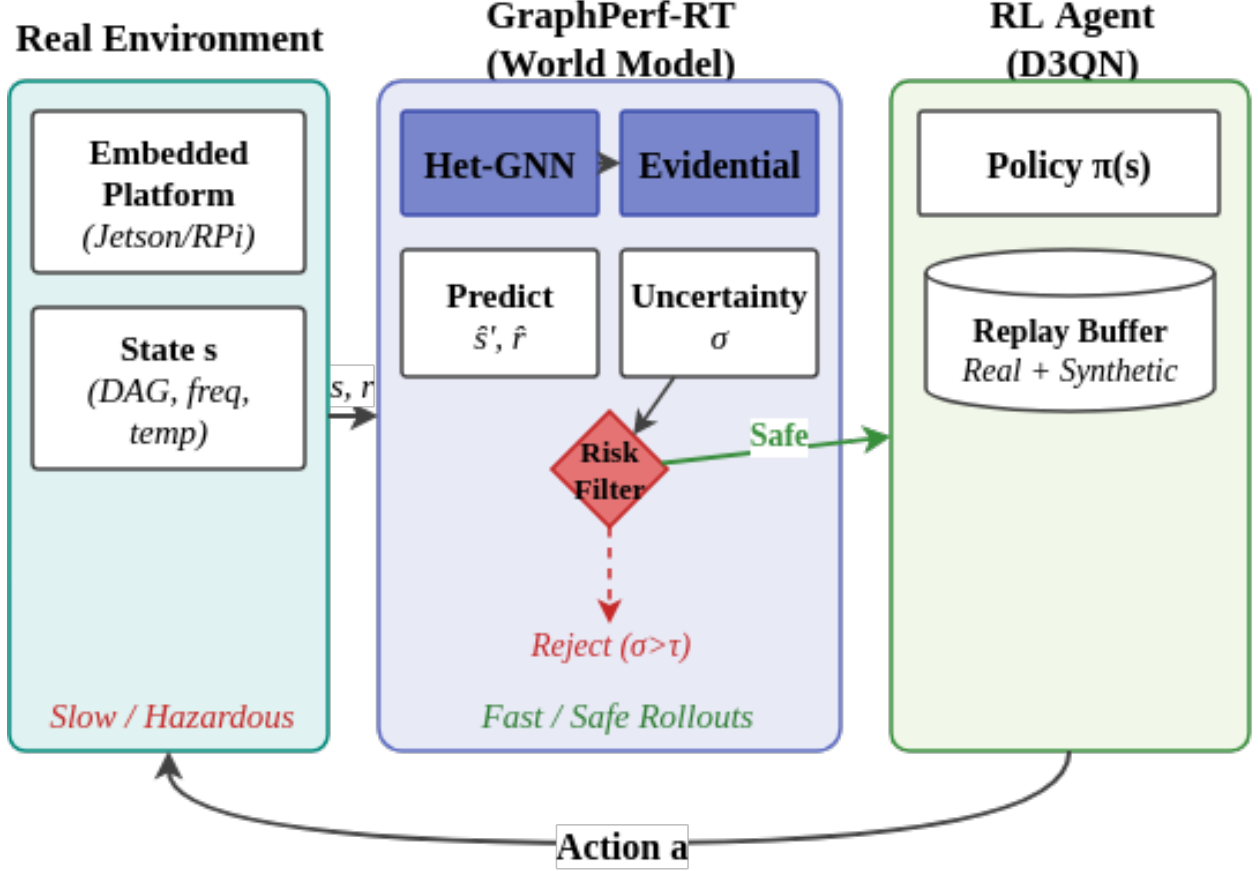 Real Environment
Embedded
Platform
(Jetson/RPi)
State s
(DAG, freq,
temp)
Slow / Hazardous
s, r
GraphPerf-RT
(World Model)
Het-GNN
Evidential
Predict
ŝ', r̂
Uncertainty
σ
Risk
Filter
Safe
Reject (σ>τ)
Fast / Safe Rollouts
RL Agent
(D3QN)
Policy π(s)
Replay Buffer
Real + Synthetic
Action a